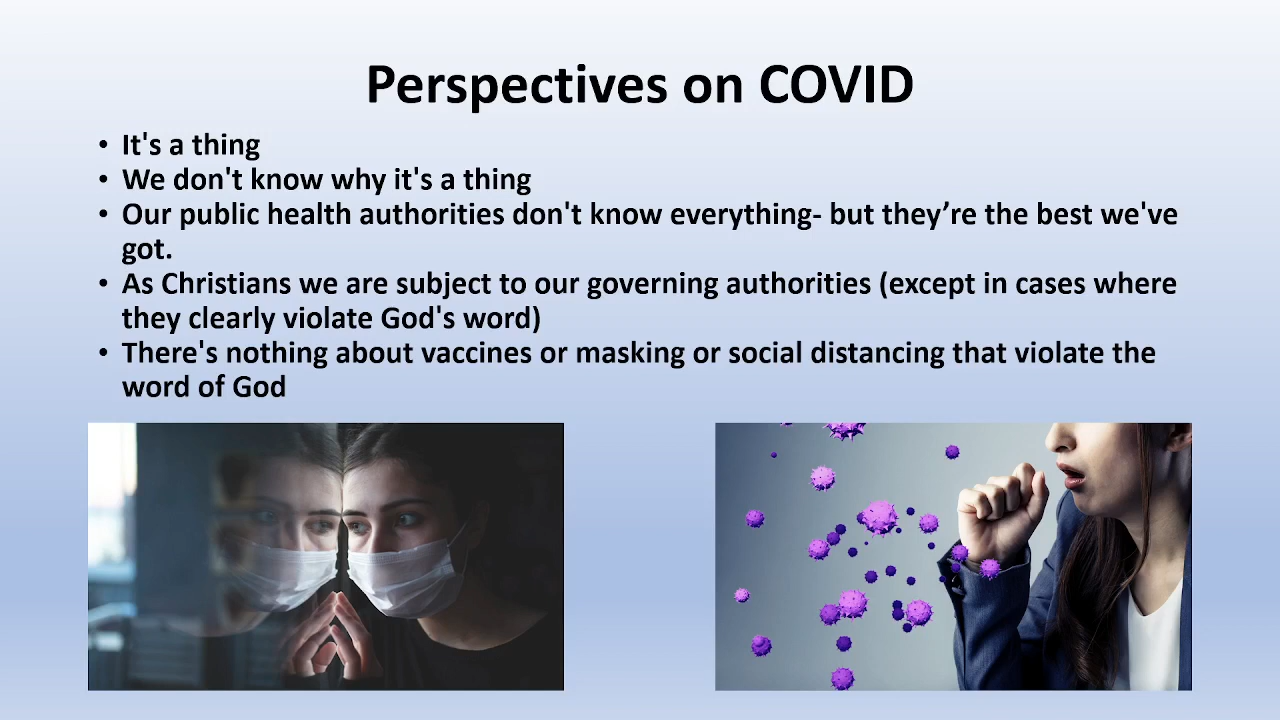 Perspectives on COVID
• It's a thing
• We don't know why it's a thing
• Our public health authorities don't know everything- but they’re the best we've
got.
• As Christians we are subject to our governing authorities (except in cases where
they clearly violate God's word)
• There's nothing about vaccines or masking or social distancing that violate the
word of God